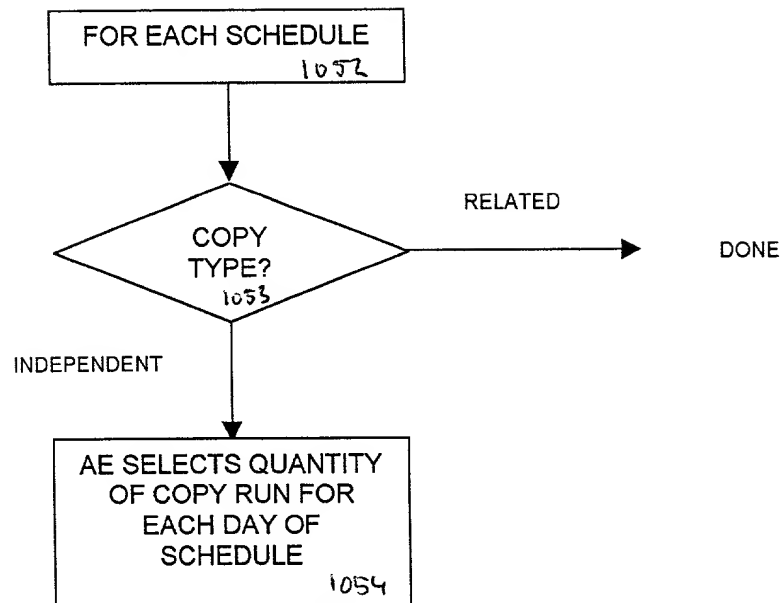 FOR EACH SCHEDULE
1052
RELATED
COPY
TYPE?
1053
DONE
INDEPENDENT
AE SELECTS QUANTITY
OF COPY RUN FOR
EACH DAY OF
SCHEDULE
1054